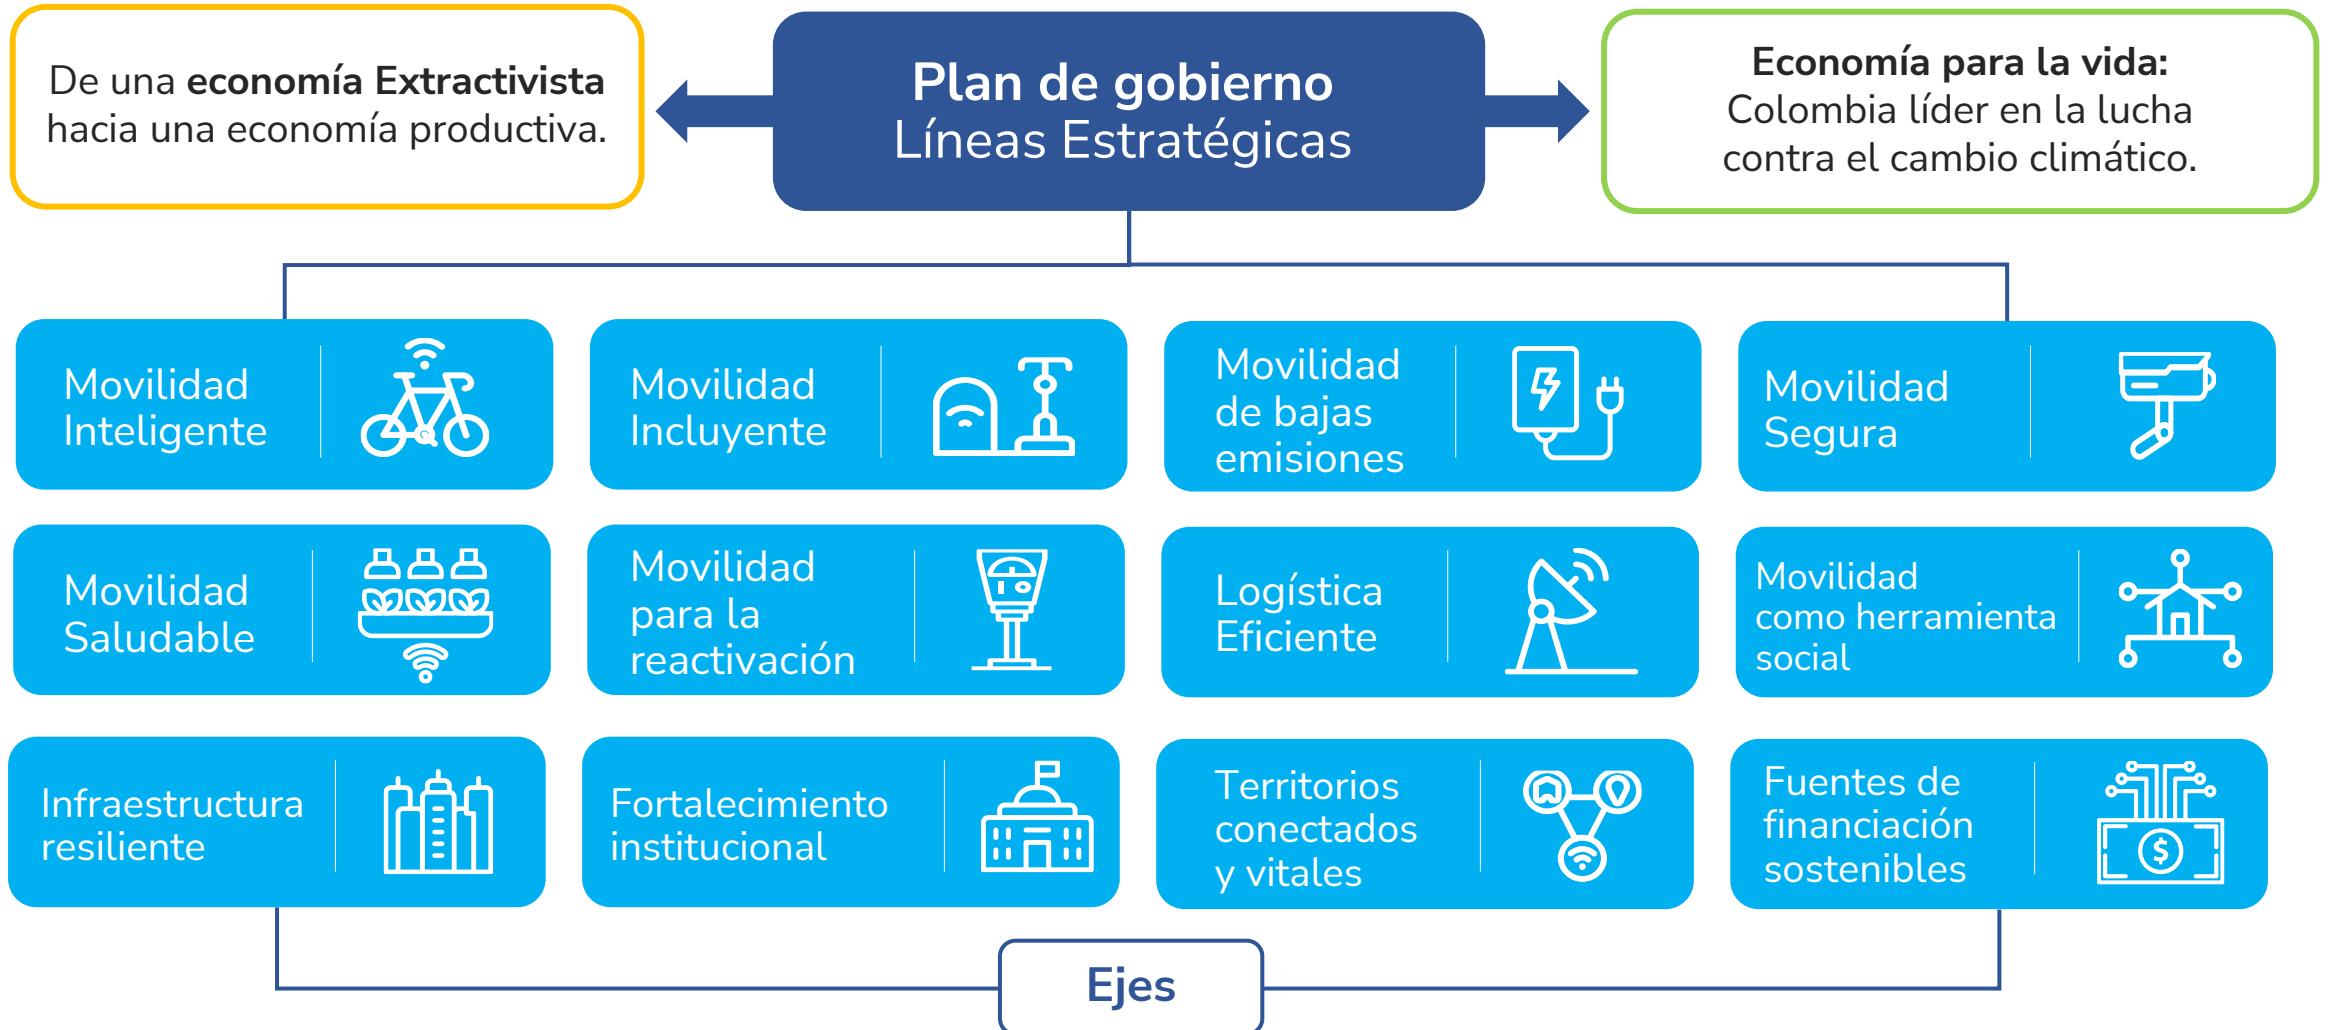 De una economía Extractivista
hacia una economía productiva.
Plan de gobierno
Líneas Estratégicas
Economía para la vida:
Colombia líder en la lucha
contra el cambio climático.
Movilidad
Inteligente
Movilidad
Incluyente
Movilidad
de bajas
emisiones
Movilidad
Segura
Movilidad
Saludable
Movilidad
para la
reactivación
Logística
Eficiente
Movilidad
como herramienta
social
Infraestructura
resiliente
Fortalecimiento
institucional
Territorios
conectados
y vitales
Fuentes de
financiación
sostenibles
$
Ejes